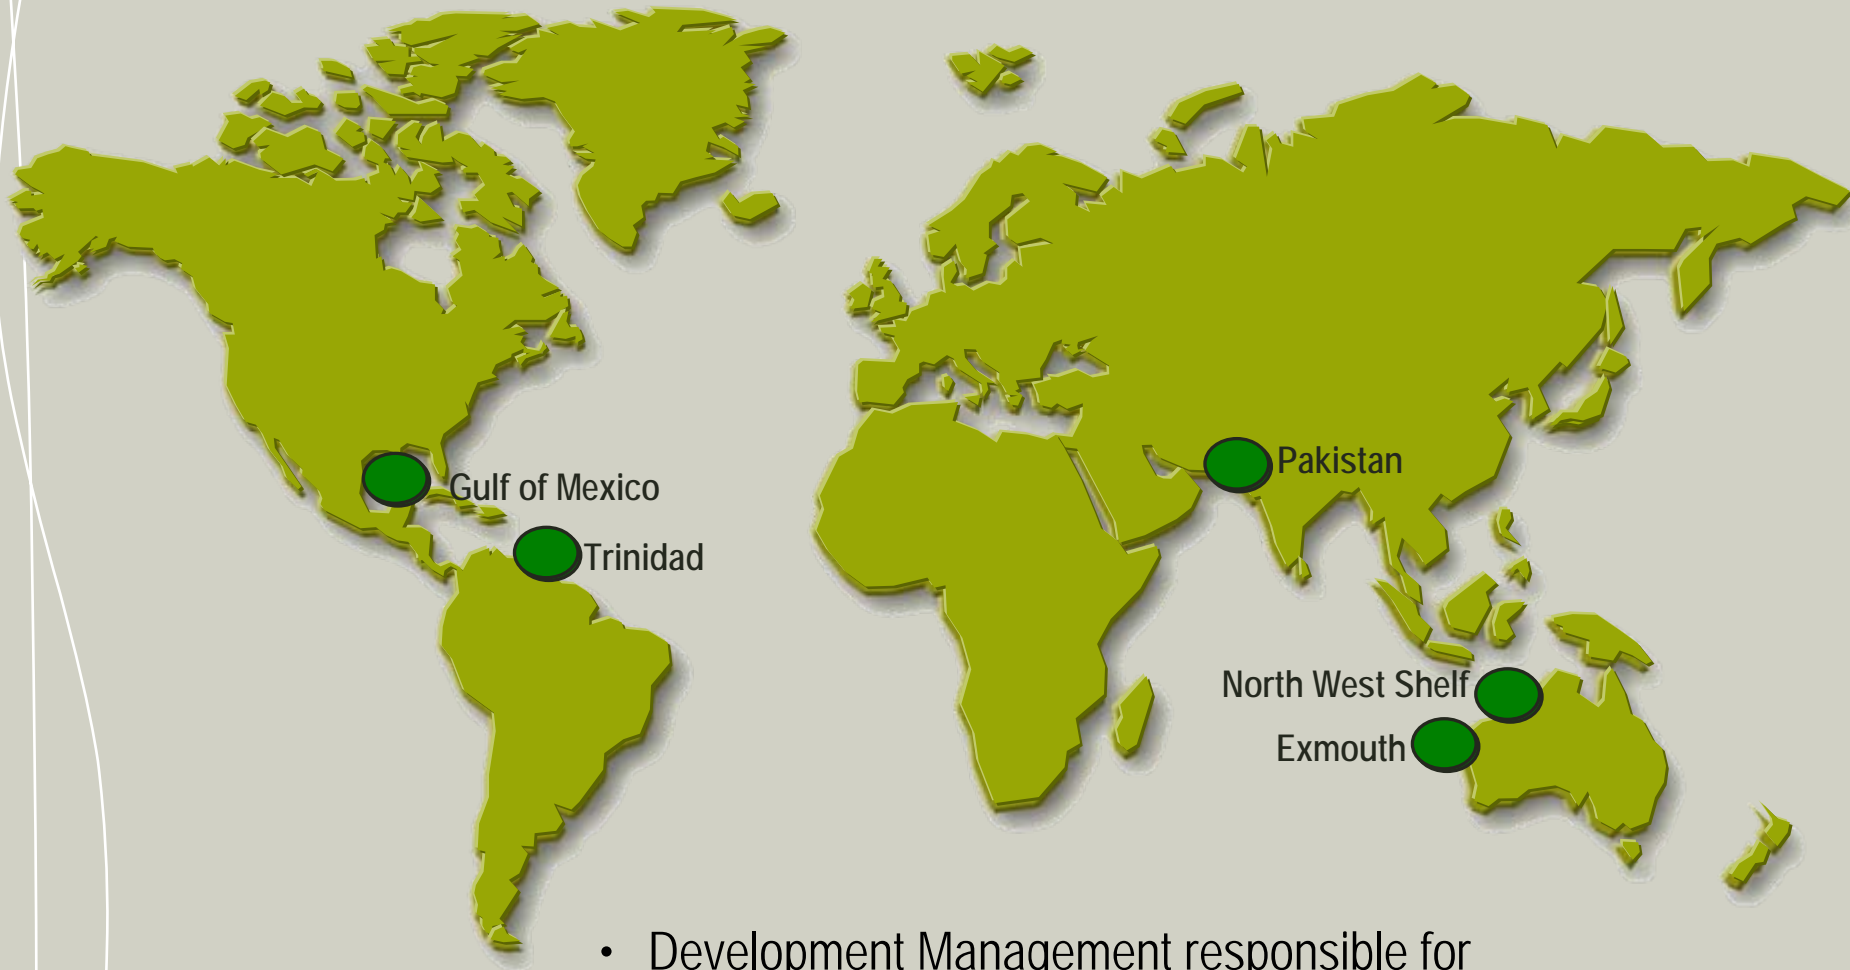 Pakistan
Gulf of Mexico
Trinidad
North West Shelf
Exmouth
• Development Management responsible for